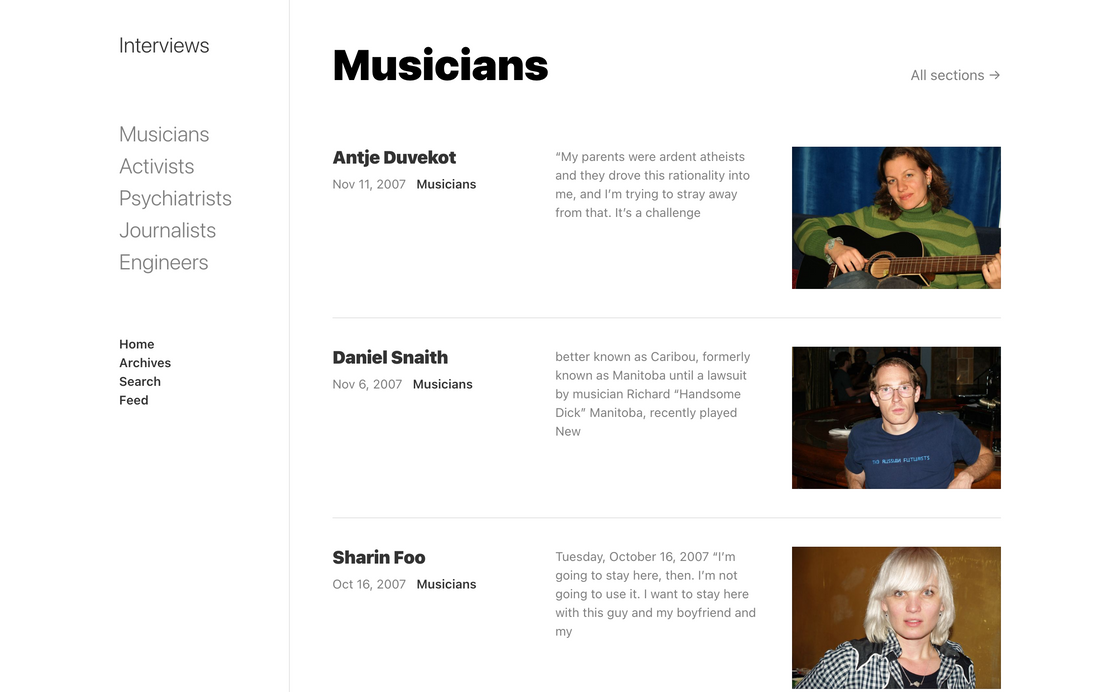 Interviews
Musicians
Activists
Psychiatrists
Journalists
Engineers
Home
Archives
Search
Feed
Musicians
All sections →
Antje Duvekot
Nov 11, 2007 Musicians
“My parents were ardent atheists
and they drove this rationality into
me, and I’m trying to stray away
from that. It’s a challenge
Daniel Snaith
Nov 6, 2007 Musicians
better known as Caribou, formerly
known as Manitoba until a lawsuit
by musician Richard “Handsome
Dick” Manitoba, recently played
New
RUSSIAN FUTURISTS
Sharin Foo
Oct 16, 2007 Musicians
Tuesday, October 16, 2007 “I’m
going to stay here, then. I’m not
going to use it. I want to stay here
with this guy and my boyfriend and
my